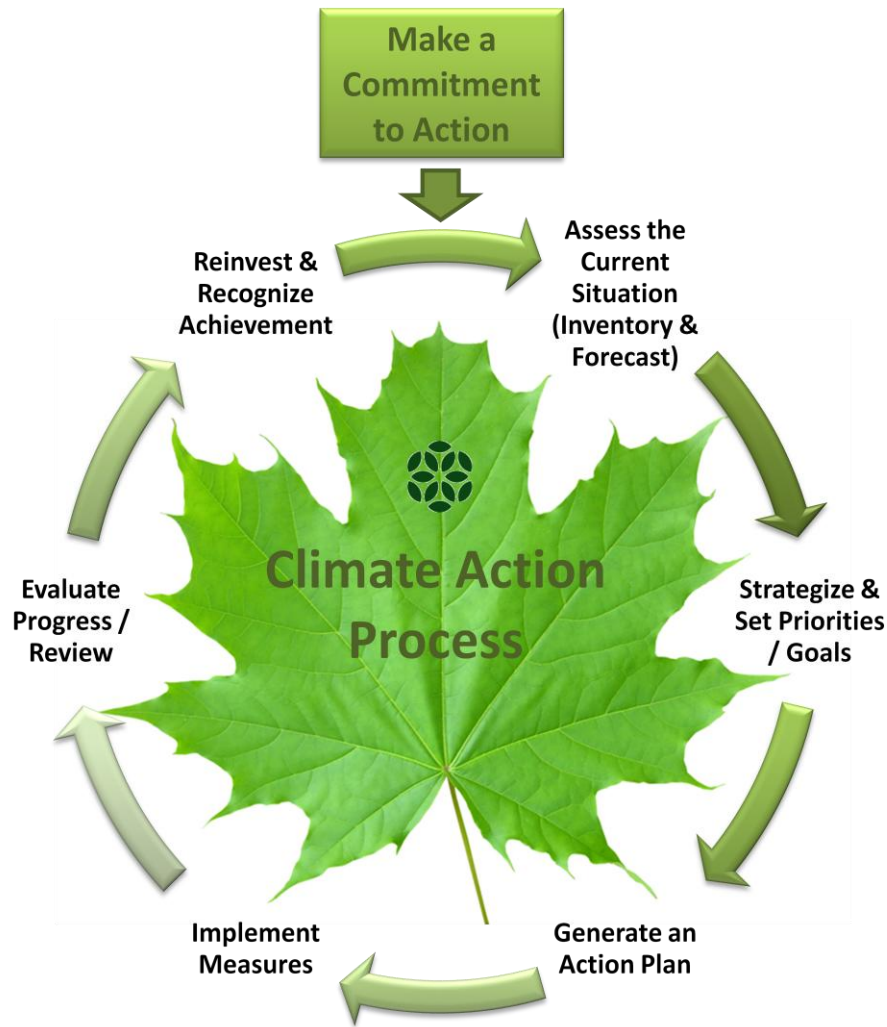 Make a
Commitment
to Action
Assess the
Current
Situation
(Inventory &
Forecast)
Strategize &
Set Priorities
/ Goals
Generate an
Action Plan
Implement
Measures
Evaluate
Progress /
Review
Reinvest &
Recognize
Achievement
Climate Action
Process